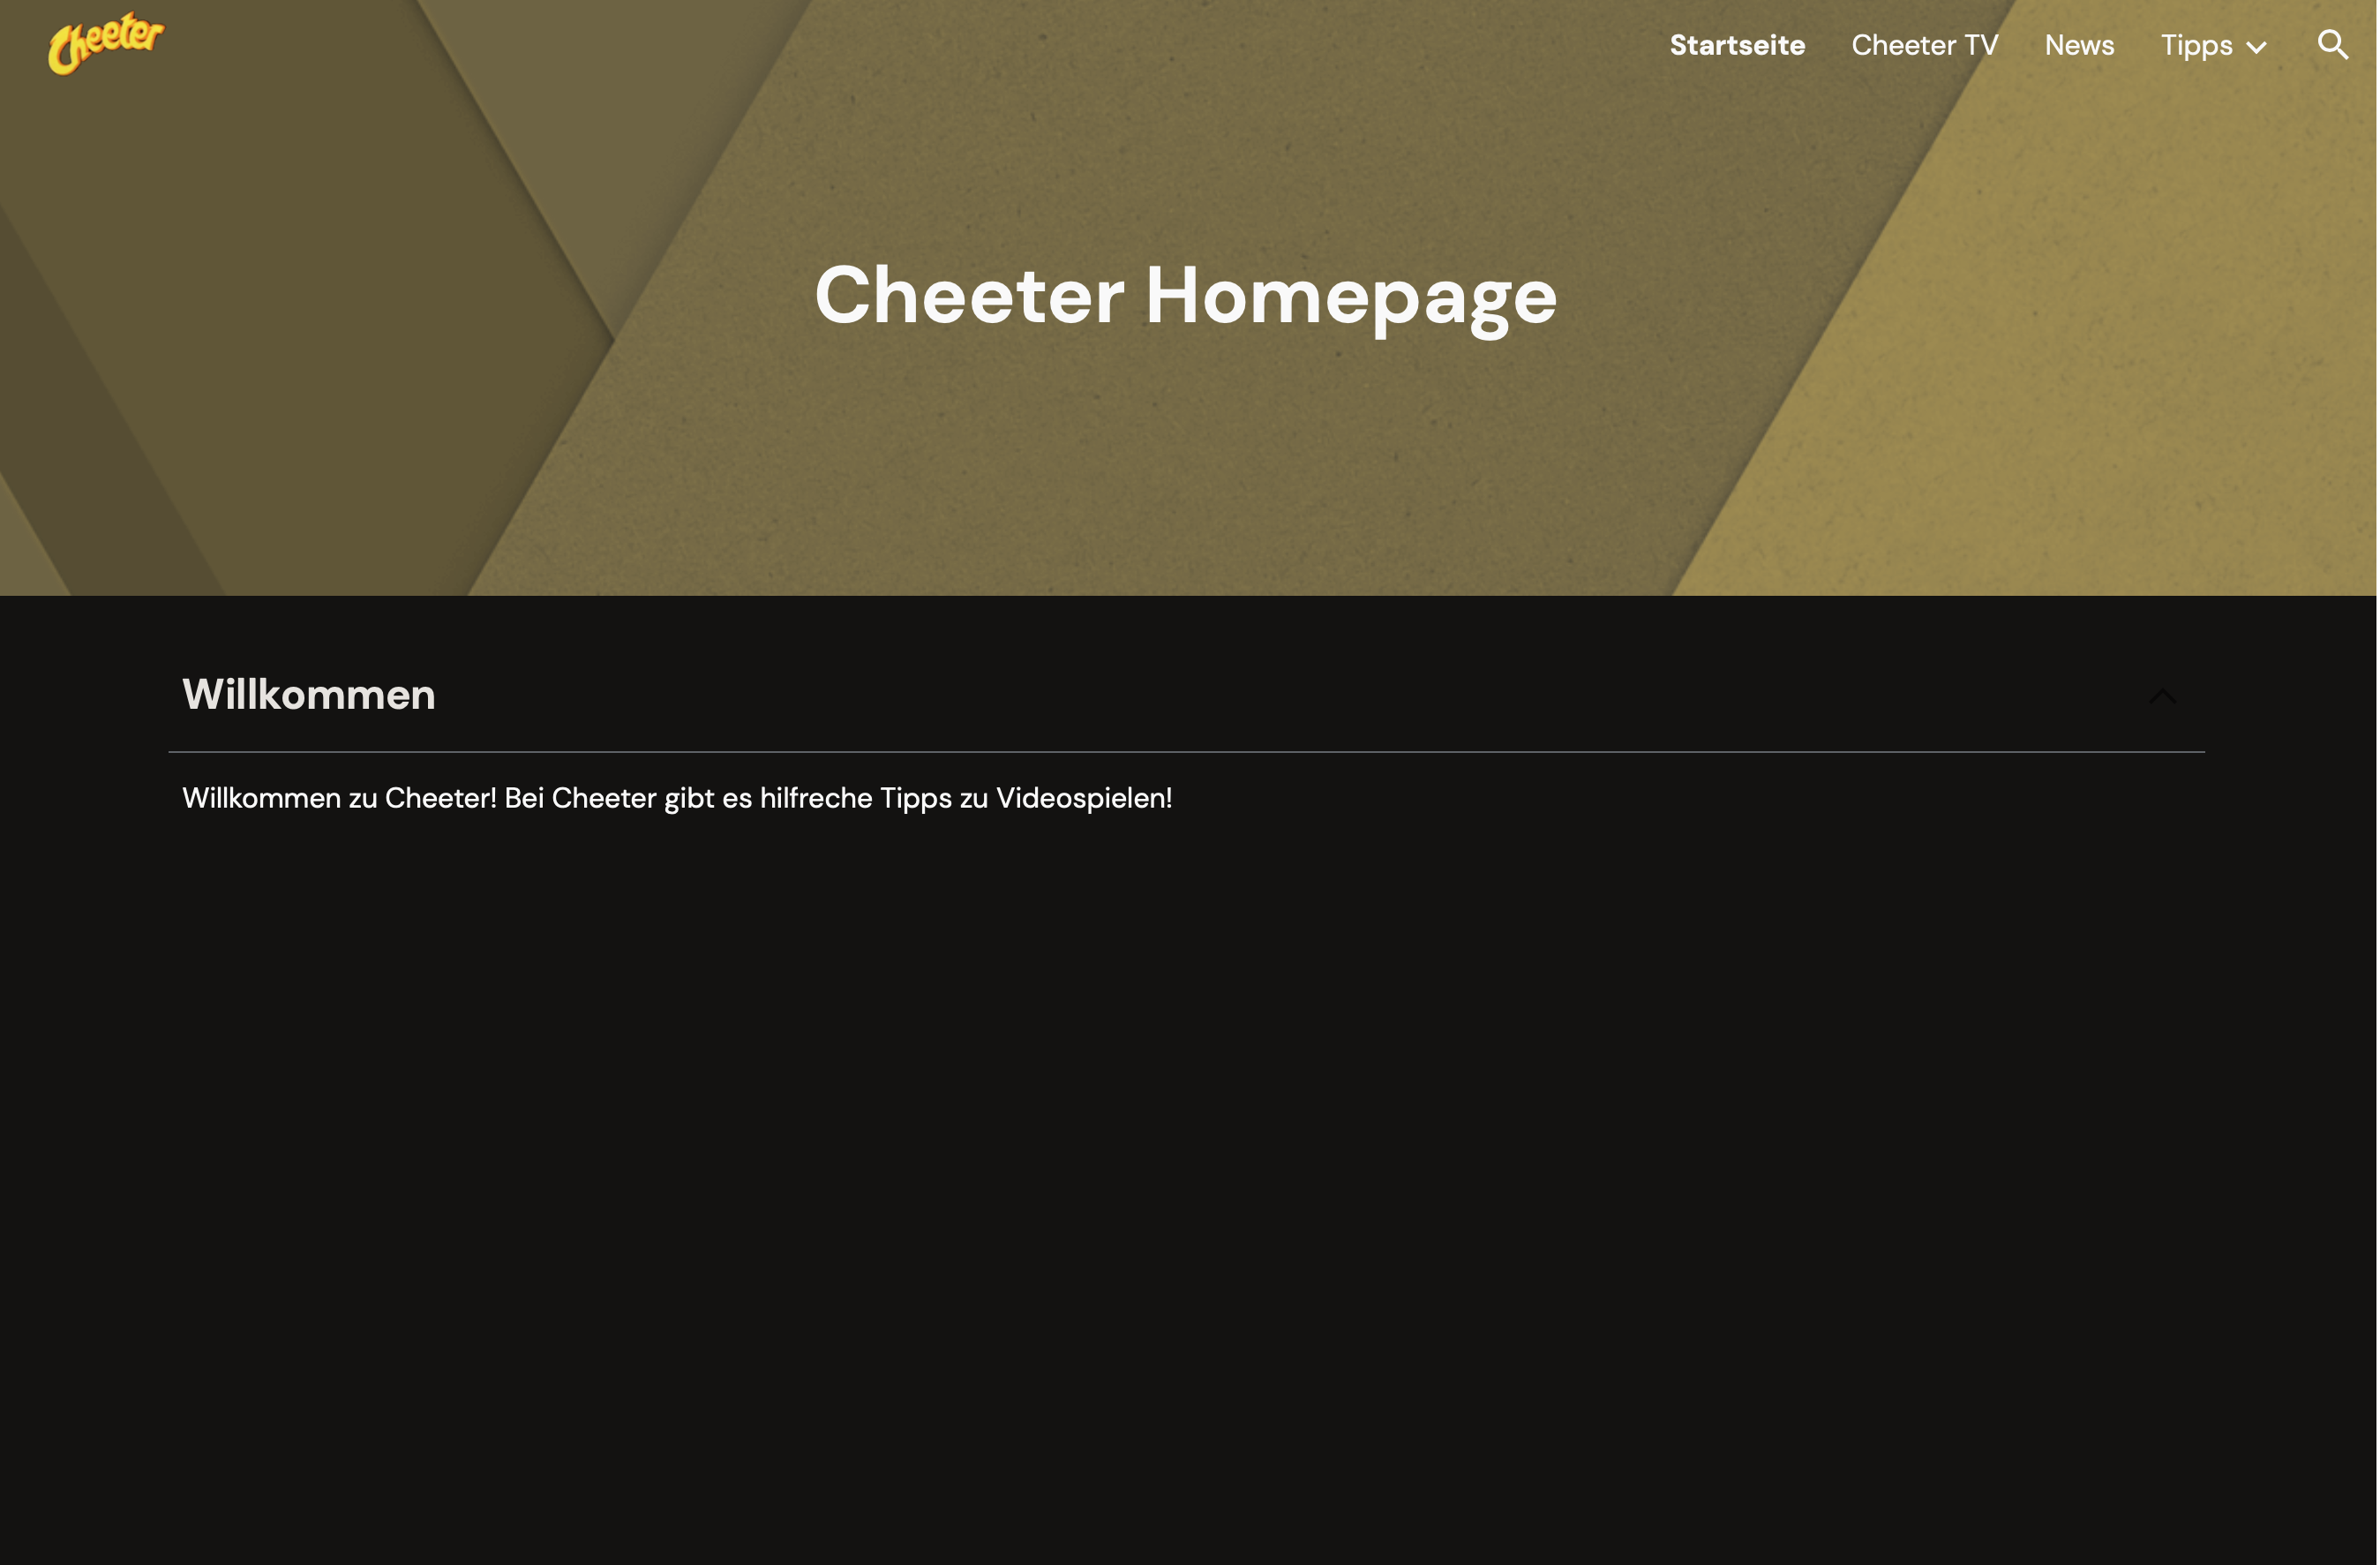 Cheeter
Startseite Cheeter TV News Tipps
Cheeter Homepage
Willkommen
Willkommen zu Cheeter! Bei Cheeter gibt es hilfreche Tipps zu Videospielen!